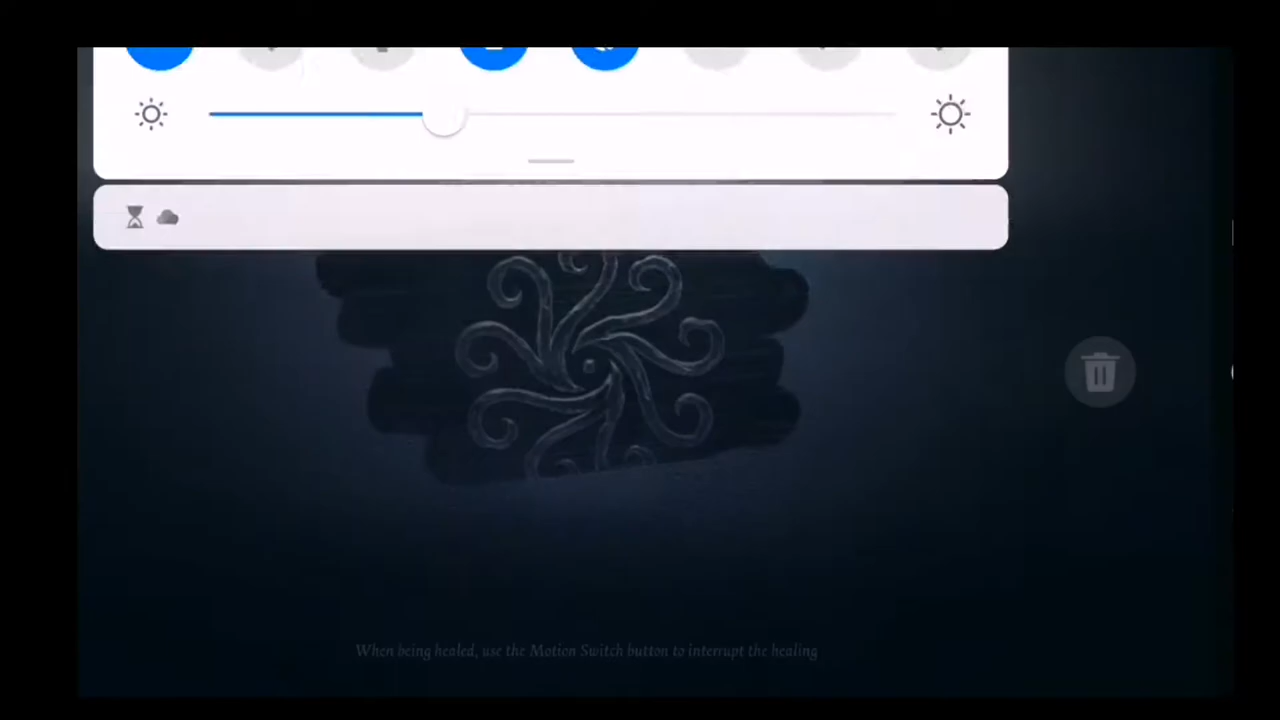 When being healed, use the Motion Switch button to interrupt the healing